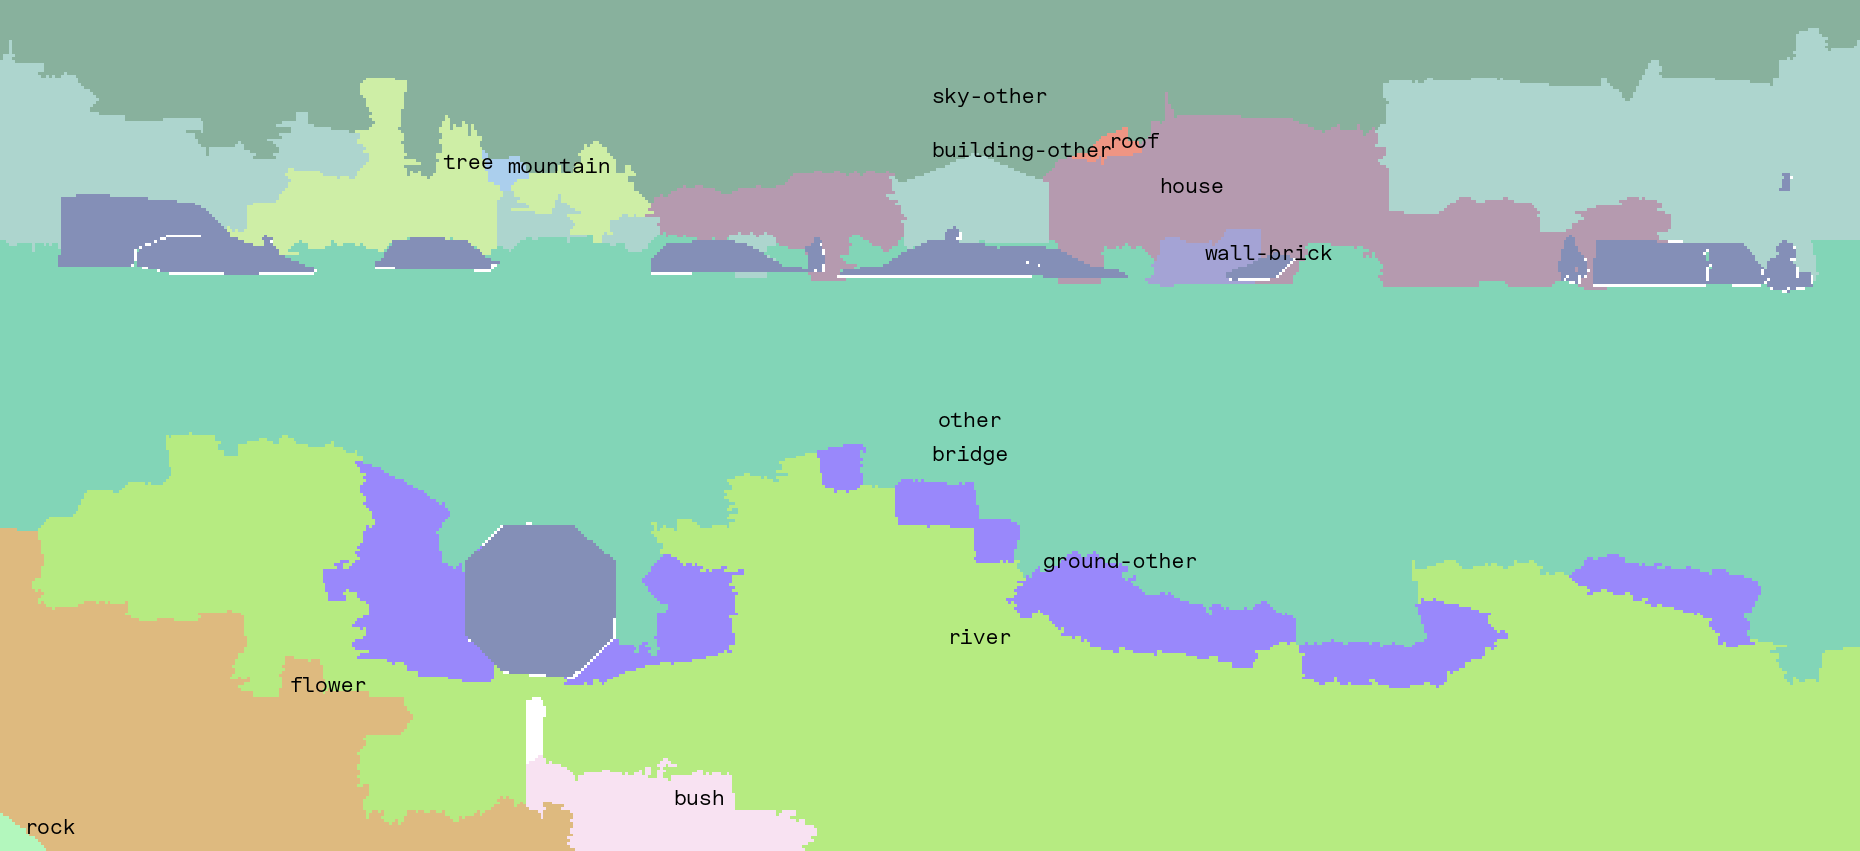 sky-other
building-other
roof
tree
mountain
house
wall-brick
other
bridge
ground-other
river
flower
bush
rock